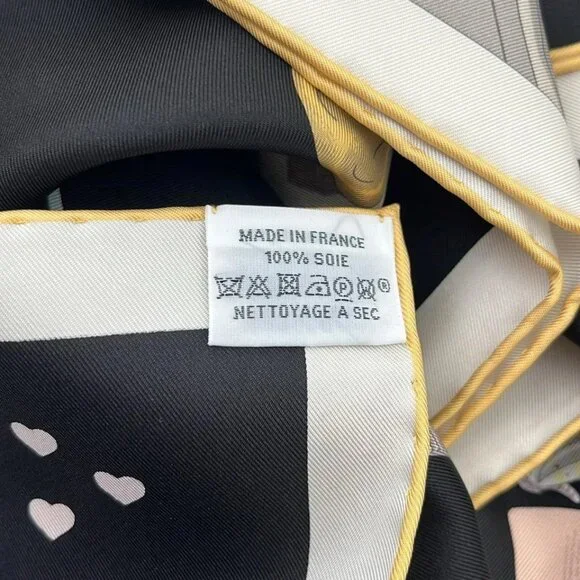 MADE IN FRANCE
100% SOIE
®
NETTOYAGE À SEC